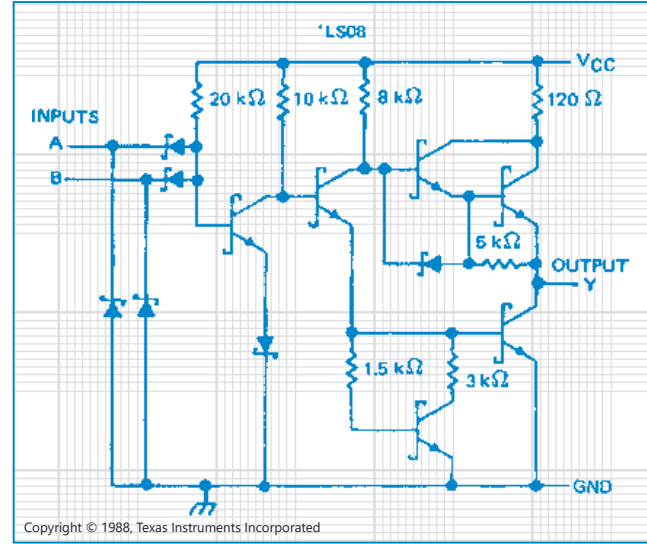 'LS08
VCC
20 kΩ 10 kΩ 8 kΩ 120 Ω
INPUTS
A
B
5 kΩ
OUTPUT
Y
1.5 kΩ 3 kΩ
GND
Copyright © 1988, Texas Instruments Incorporated